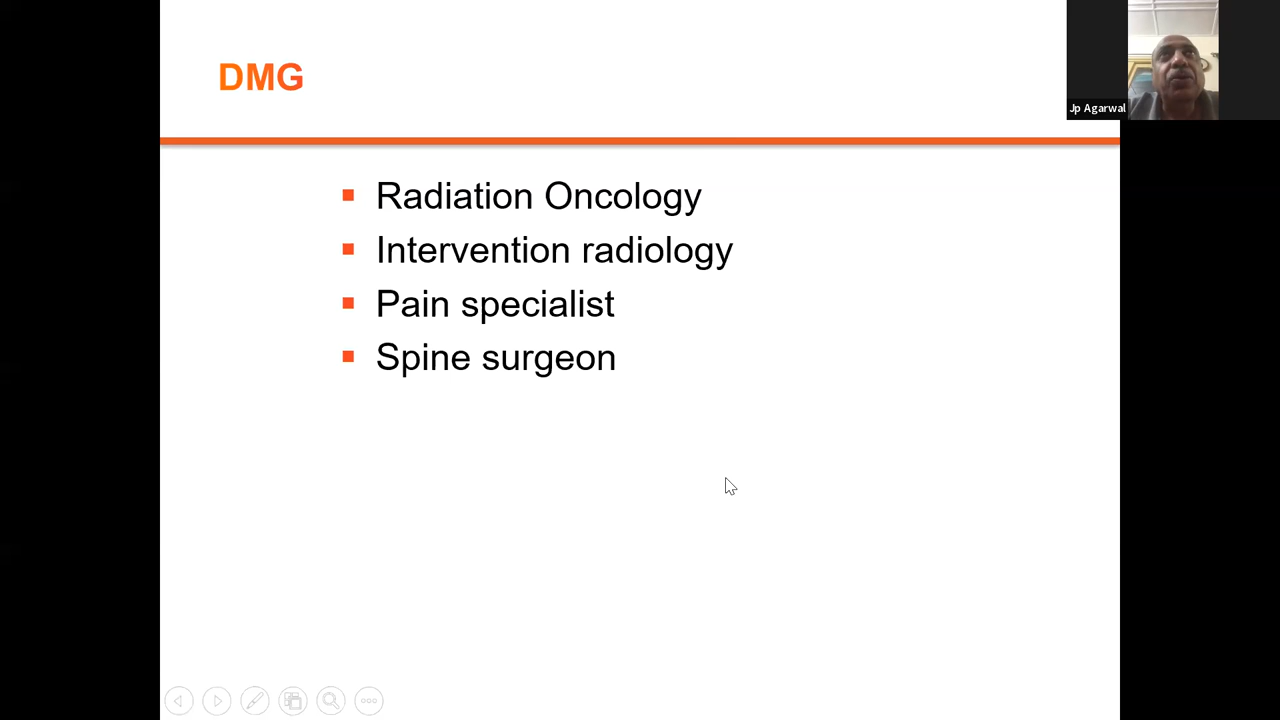 DMG
Jp Agarwal
Radiation Oncology
Intervention radiology
Pain specialist
Spine surgeon